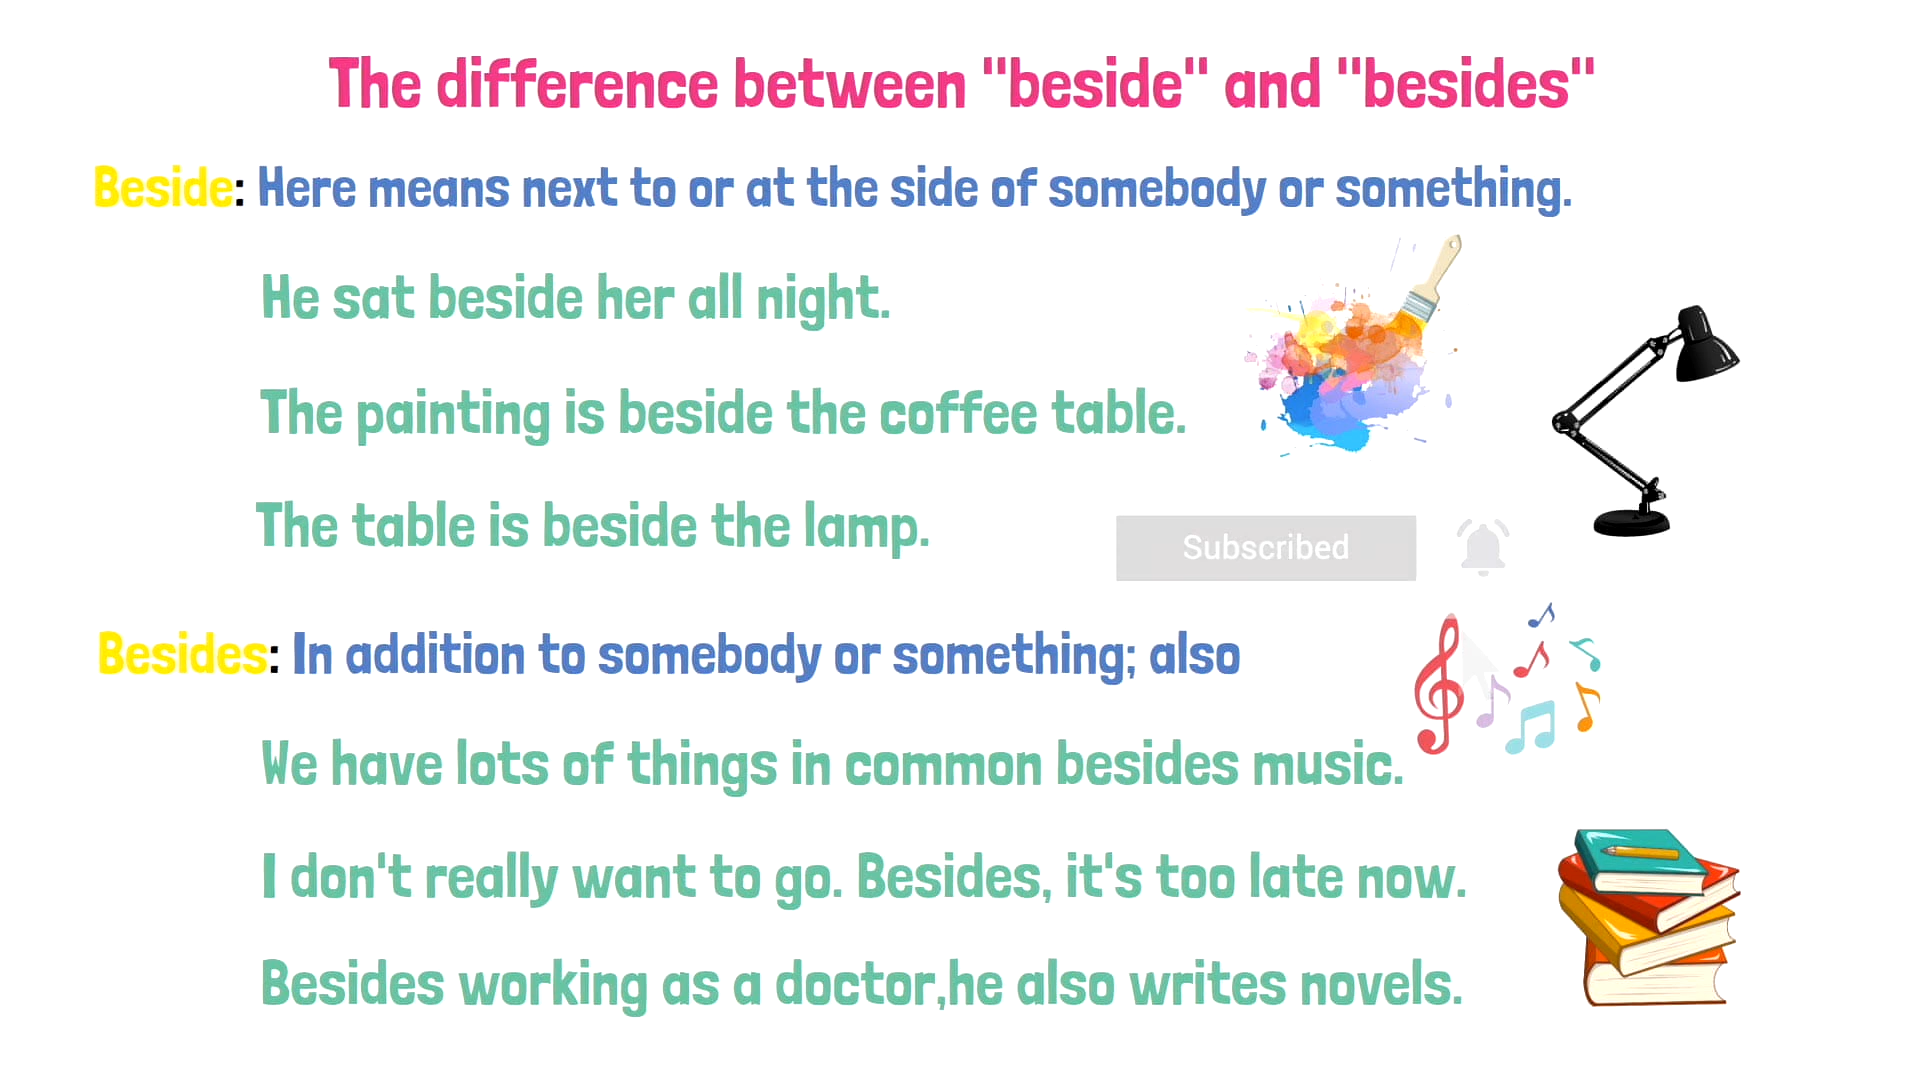 The difference between "beside" and "besides"
Beside: Here means next to or at the side of somebody or something.
He sat beside her all night.
The painting is beside the coffee table.
The table is beside the lamp.
Subscribed
Besides: In addition to somebody or something; also
We have lots of things in common besides music.
I don't really want to go. Besides, it's too late now.
Besides working as a doctor,he also writes novels.